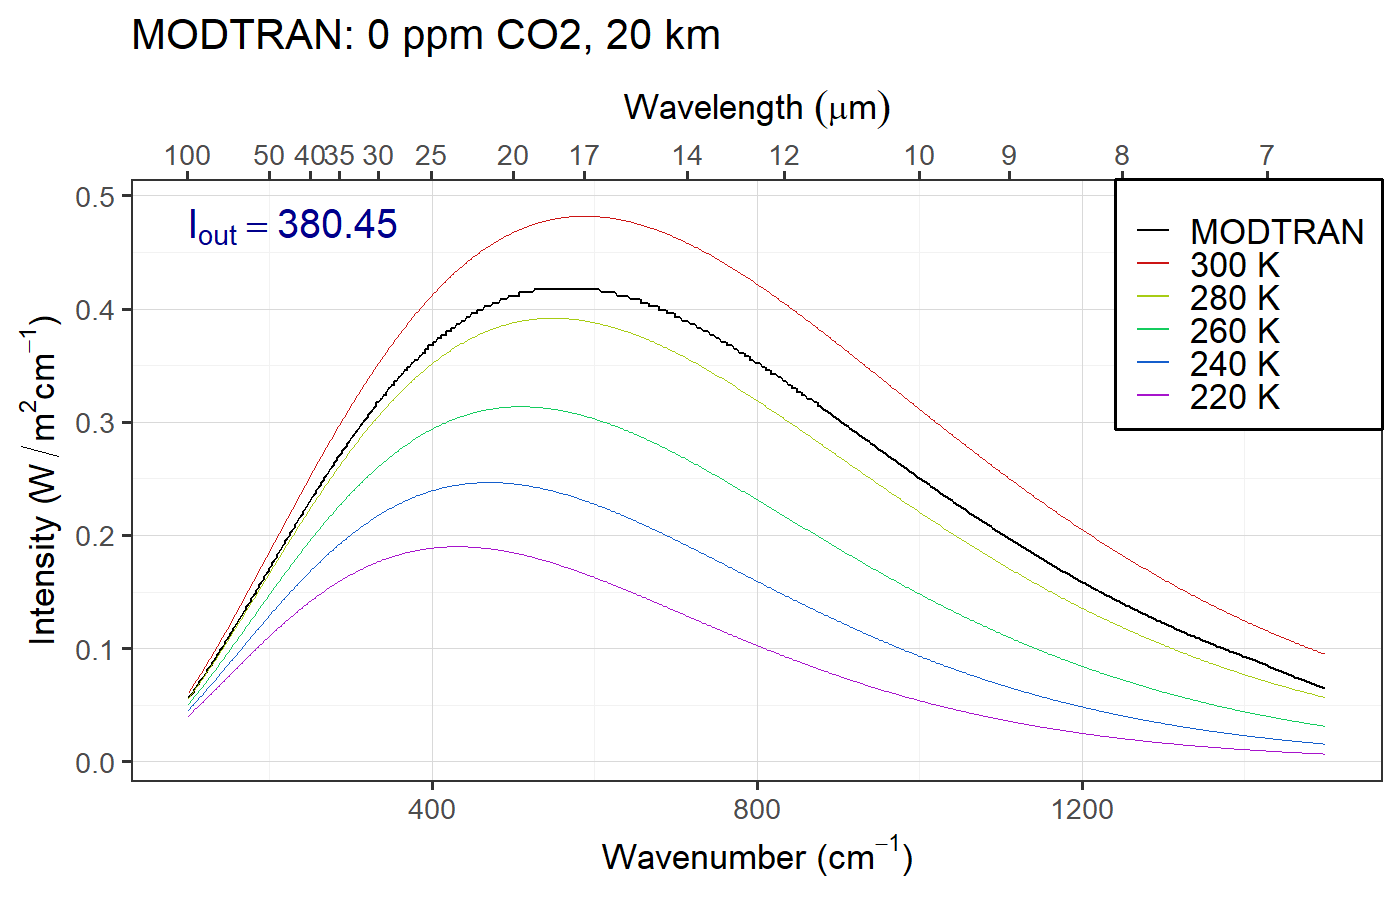 MODTRAN: 0 ppm CO2, 20 km
Wavelength (μm)
100 50 40 35 30 25 20 17 14 12 10 9 8 7
I_out = 380.45
MODTRAN
300 K
280 K
260 K
240 K
220 K
0.5
0.4
0.3
0.2
0.1
0.0
Intensity (W/m²cm⁻¹)
400 800 1200
Wavenumber (cm⁻¹)